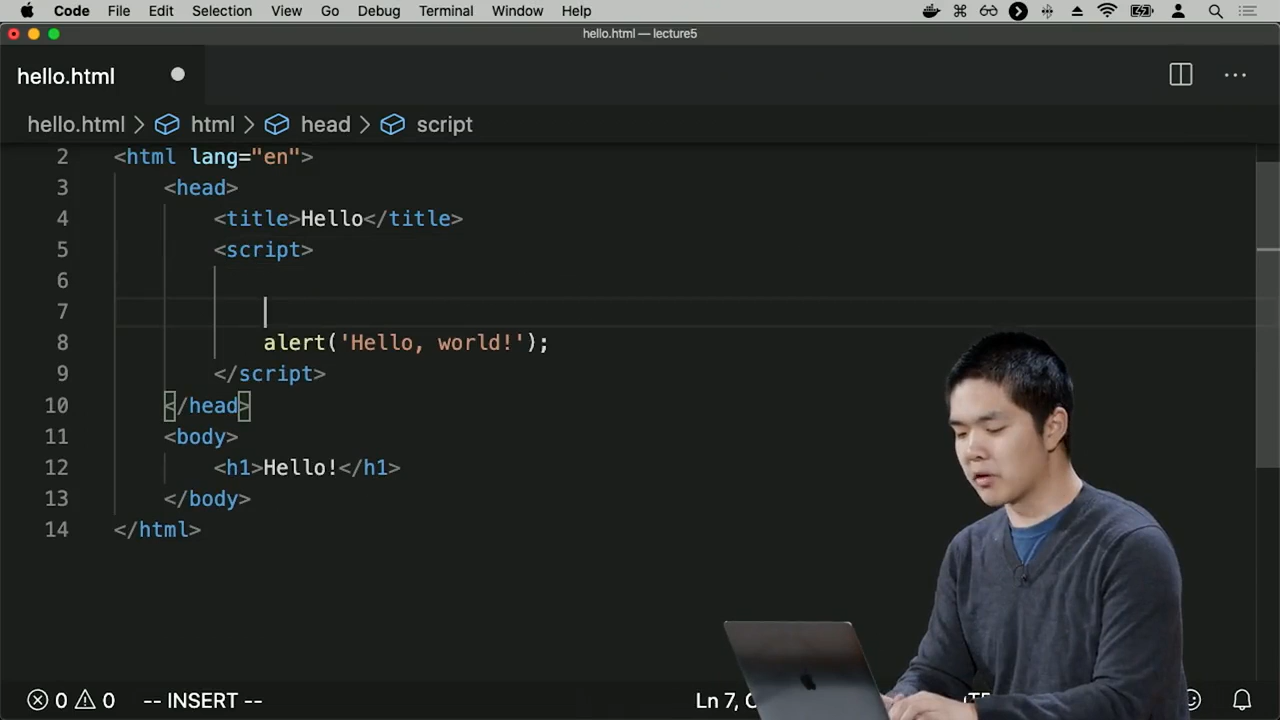 Code File Edit Selection View Go Debug Terminal Window Help
hello.html — lecture5
hello.html
hello.html > html > head > script
2 <html lang="en">
3 <head>
4 <title>Hello</title>
5 <script>
6
7
8 alert('Hello, world!');
9 </script>
10 </head>
11 <body>
12 <h1>Hello!</h1>
13 </body>
14 </html>
0 0 -- INSERT -- Ln 7,